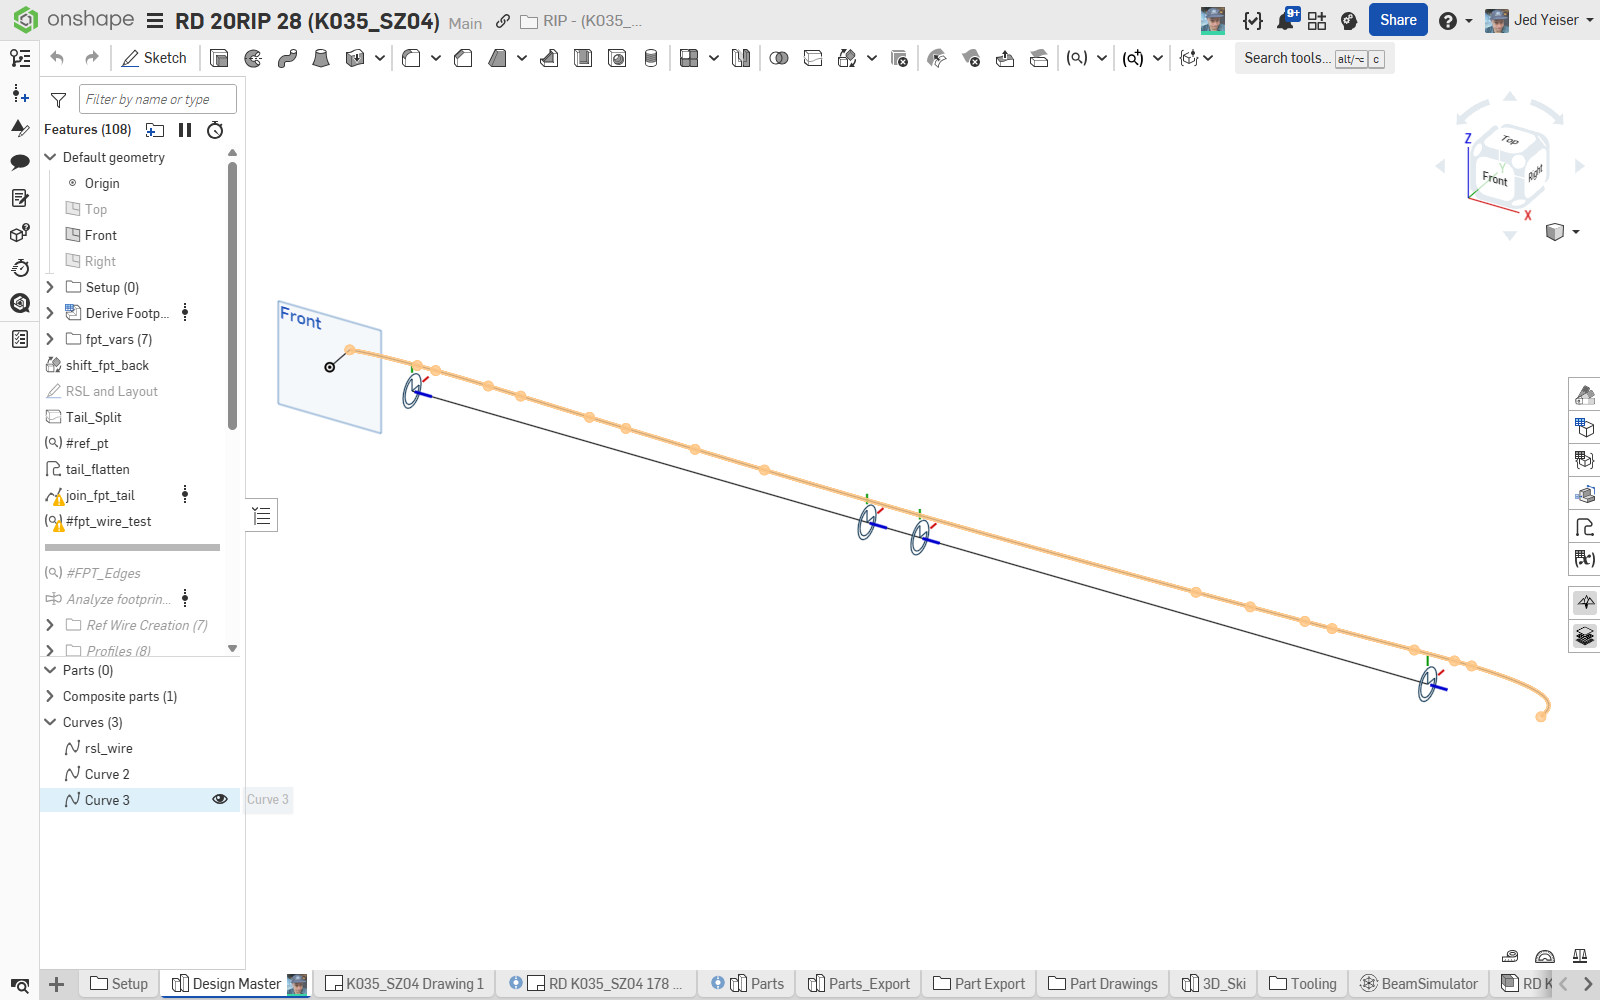 onshape
RD 20RIP 28 (K035_SZ04)
Main
RIP - (K035_...
9+
Share
Jed Yeiser
Sketch
Search tools...
alt/⌥
c
Filter by name or type
Features (108)
Default geometry
Origin
Top
Front
Right
Setup (0)
Derive Footp...
fpt_vars (7)
shift_fpt_back
RSL and Layout
Tail_Split
#ref_pt
tail_flatten
join_fpt_tail
#fpt_wire_test
#FPT_Edges
Analyze footprin...
Ref Wire Creation (7)
Profiles (8)
Parts (0)
Composite parts (1)
Curves (3)
rsl_wire
Curve 2
Curve 3
Curve 3
Front
Z
Top
Y
Front
Right
X
Setup
Design Master
K035_SZ04 Drawing 1
RD K035_SZ04 178 ...
Parts
Parts_Export
Part Export
Part Drawings
3D_Ski
Tooling
BeamSimulator
RD K